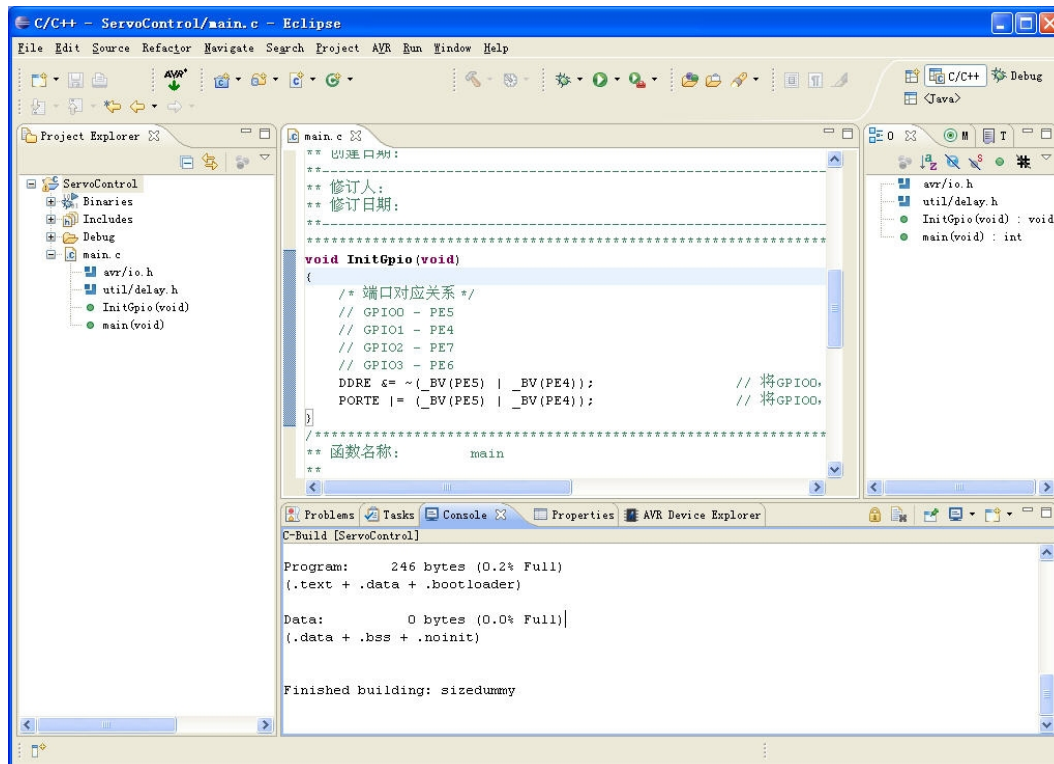 C/C++ - ServoControl/main.c - Eclipse
File Edit Source Refactor Navigate Search Project AVR Run Window Help
AVR
C/C++ Debug
<Java>
Project Explorer
ServoControl
Binaries
Includes
Debug
main.c
avr/io.h
util/delay.h
InitGpio(void)
main(void)
main.c
** 创建日期:
**---------------------------------------------------------------
** 修订人:
** 修订日期:
**---------------------------------------------------------------
***************************************************************
void InitGpio(void)
{
/* 端口对应关系 */
// GPIO0 - PE5
// GPIO1 - PE4
// GPIO2 - PE7
// GPIO3 - PE6
DDRE &= ~(_BV(PE5) | _BV(PE4)); // 将GPIO0,
PORTE |= (_BV(PE5) | _BV(PE4)); // 将GPIO0,
}
/**************************************************************
** 函数名称: main
**
O M T
avr/io.h
util/delay.h
InitGpio(void) : void
main(void) : int
Problems Tasks Console Properties AVR Device Explorer
C-Build [ServoControl]
Program: 246 bytes (0.2% Full)
(.text + .data + .bootloader)
Data: 0 bytes (0.0% Full)
(.data + .bss + .noinit)
Finished building: sizedummy